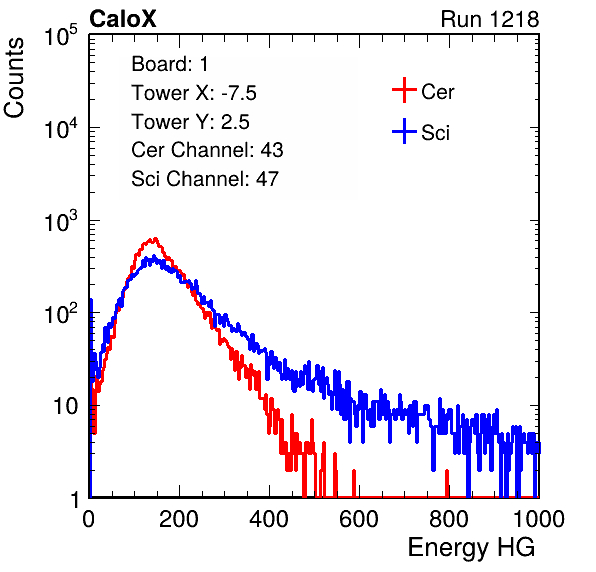 CaloX Run 1218
Counts
10^5
10^4
10^3
10^2
10
1
Board: 1
Tower X: -7.5
Tower Y: 2.5
Cer Channel: 43
Sci Channel: 47
Cer
Sci
0 200 400 600 800 1000
Energy HG